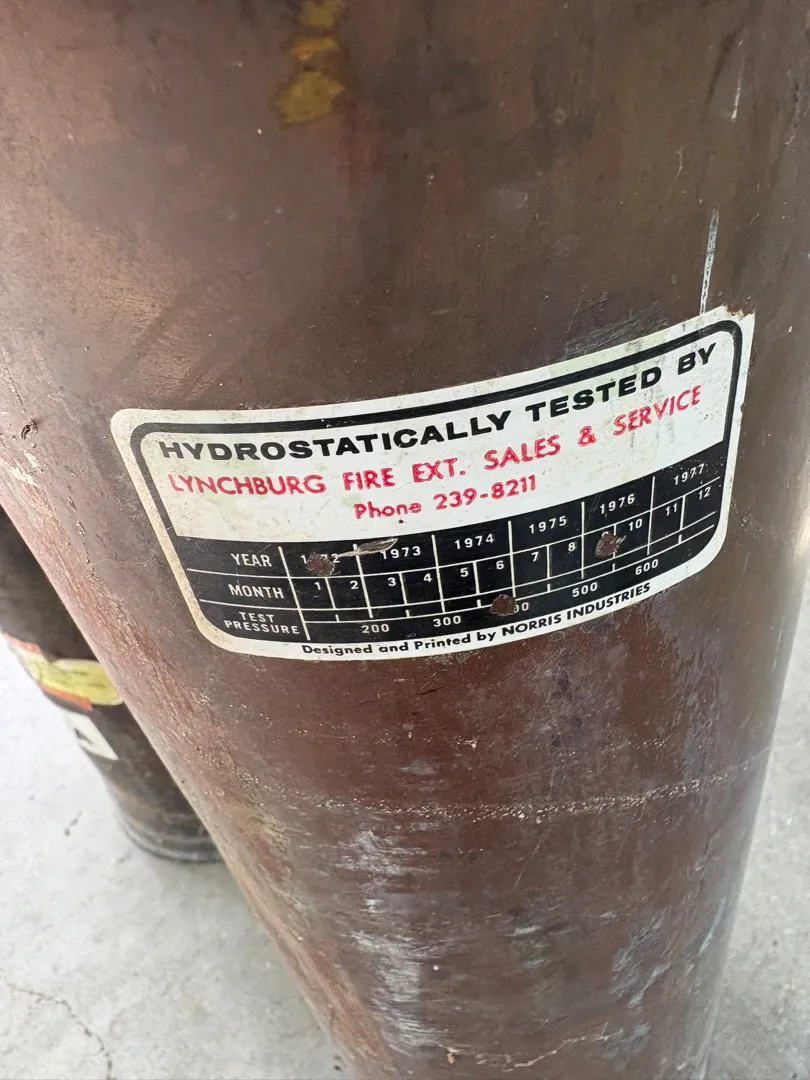 HYDROSTATICALLY TESTED BY
LYNCHBURG FIRE EXT. SALES & SERVICE
Phone 239-8211
YEAR 1973 1974 1975 1976 1977
MONTH 1 2 3 4 5 6 7 8 10 11 12
TEST PRESSURE 200 300 500 600
Designed and Printed by NORRIS INDUSTRIES